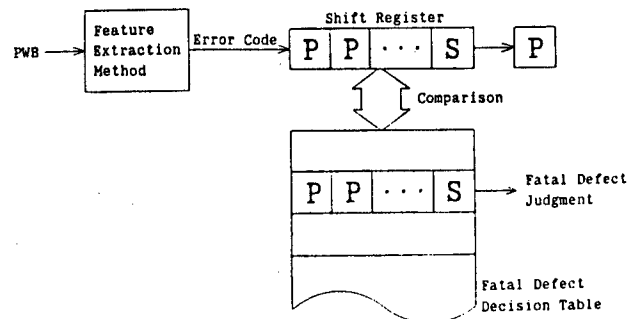 Shift Register
PWB
Feature
Extraction
Method
Error Code
P P ... S
P
Comparison
P P ... S
Fatal Defect
Judgment
Fatal Defect
Decision Table